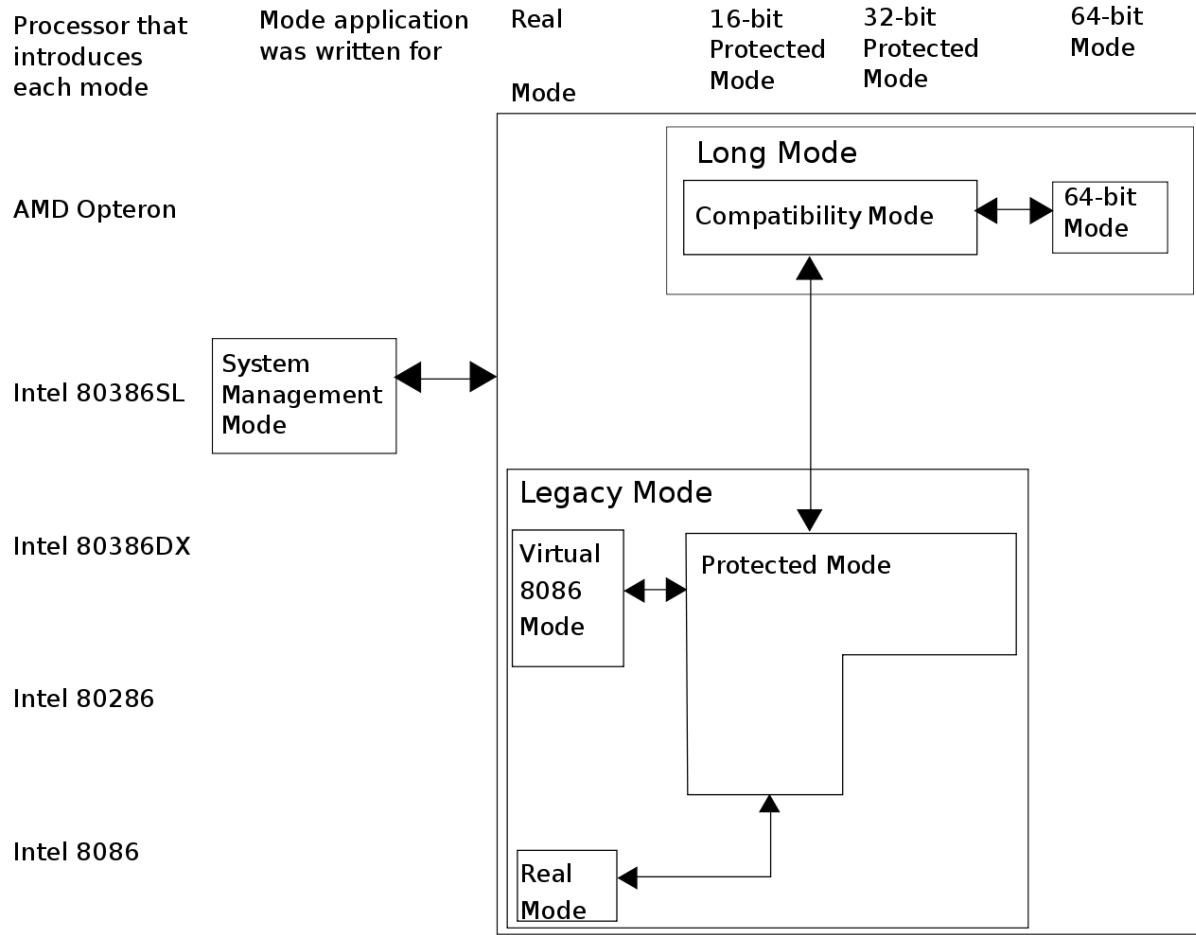 Processor that
introduces
each mode
Mode application
was written for
Real
Mode
16-bit
Protected
Mode
32-bit
Protected
Mode
64-bit
Mode
Long Mode
AMD Opteron
Compatibility Mode
64-bit
Mode
Intel 80386SL
System
Management
Mode
Legacy Mode
Intel 80386DX
Virtual
8086
Mode
Protected Mode
Intel 80286
Intel 8086
Real
Mode